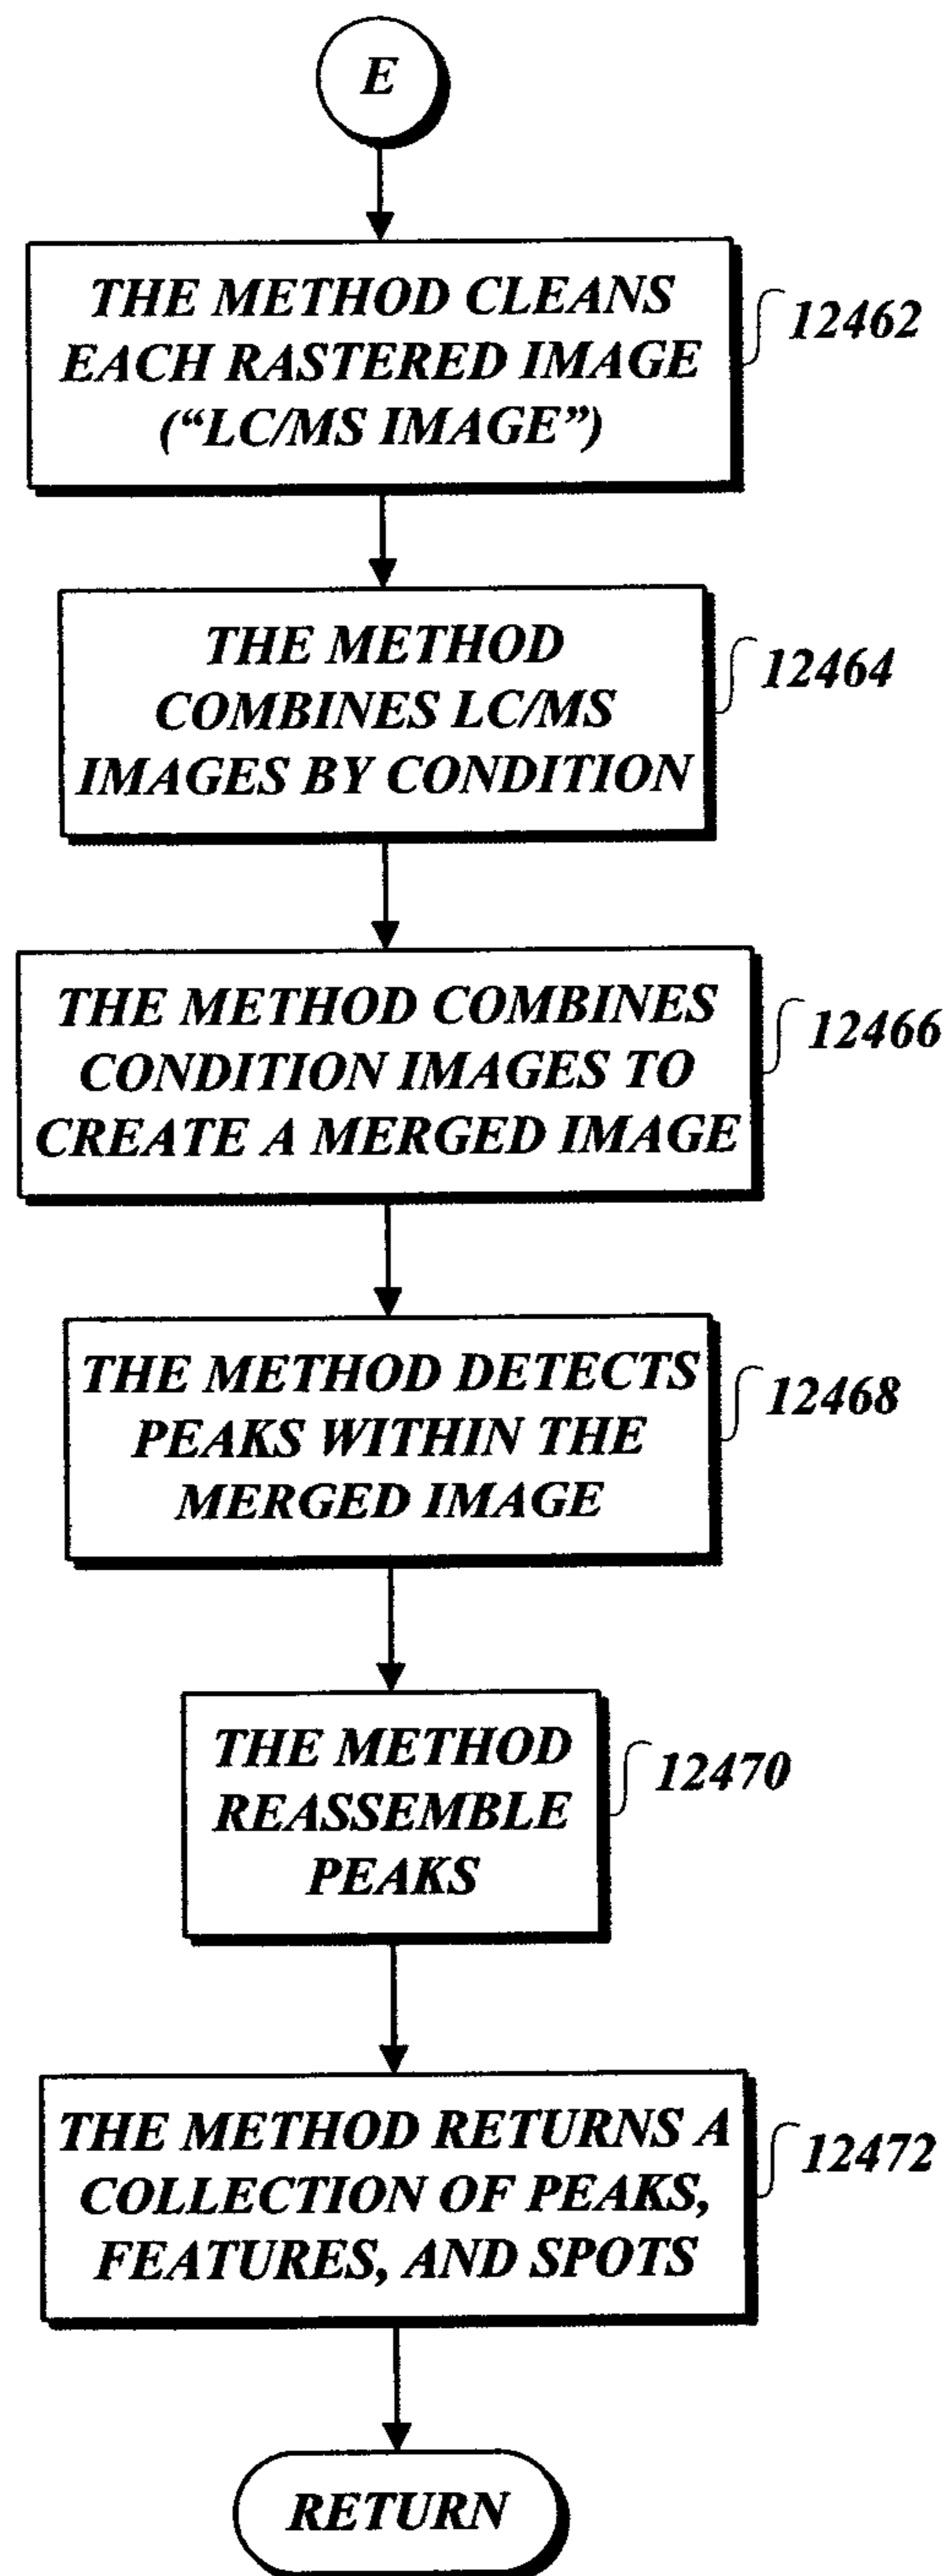 E
THE METHOD CLEANS
EACH RASTERED IMAGE
(“LC/MS IMAGE”)
12462
THE METHOD
COMBINES LC/MS
IMAGES BY CONDITION
12464
THE METHOD COMBINES
CONDITION IMAGES TO
CREATE A MERGED IMAGE
12466
THE METHOD DETECTS
PEAKS WITHIN THE
MERGED IMAGE
12468
THE METHOD
REASSEMBLE
PEAKS
12470
THE METHOD RETURNS A
COLLECTION OF PEAKS,
FEATURES, AND SPOTS
12472
RETURN